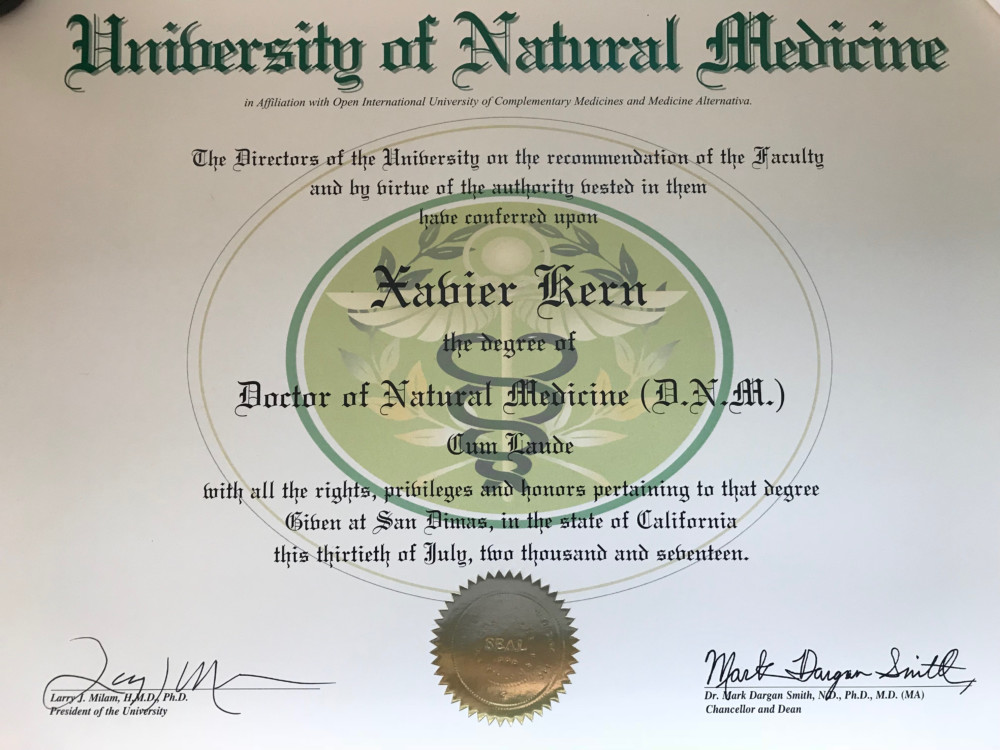 University of Natural Medicine
in Affiliation with Open International University of Complementary Medicines and Medicine Alternativa.
The Directors of the University on the recommendation of the Faculty
and by virtue of the authority vested in them
have conferred upon
Xavier Kern
the degree of
Doctor of Natural Medicine (D.N.M.)
Cum Laude
with all the rights, privileges and honors pertaining to that degree
Given at San Dimas, in the state of California
this thirtieth of July, two thousand and seventeen.
SEAL
Larry J. Milam, H.M.D., Ph.D.
President of the University
Mark Dargan Smith
Dr. Mark Dargan Smith, N.D., Ph.D., M.D. (MA)
Chancellor and Dean